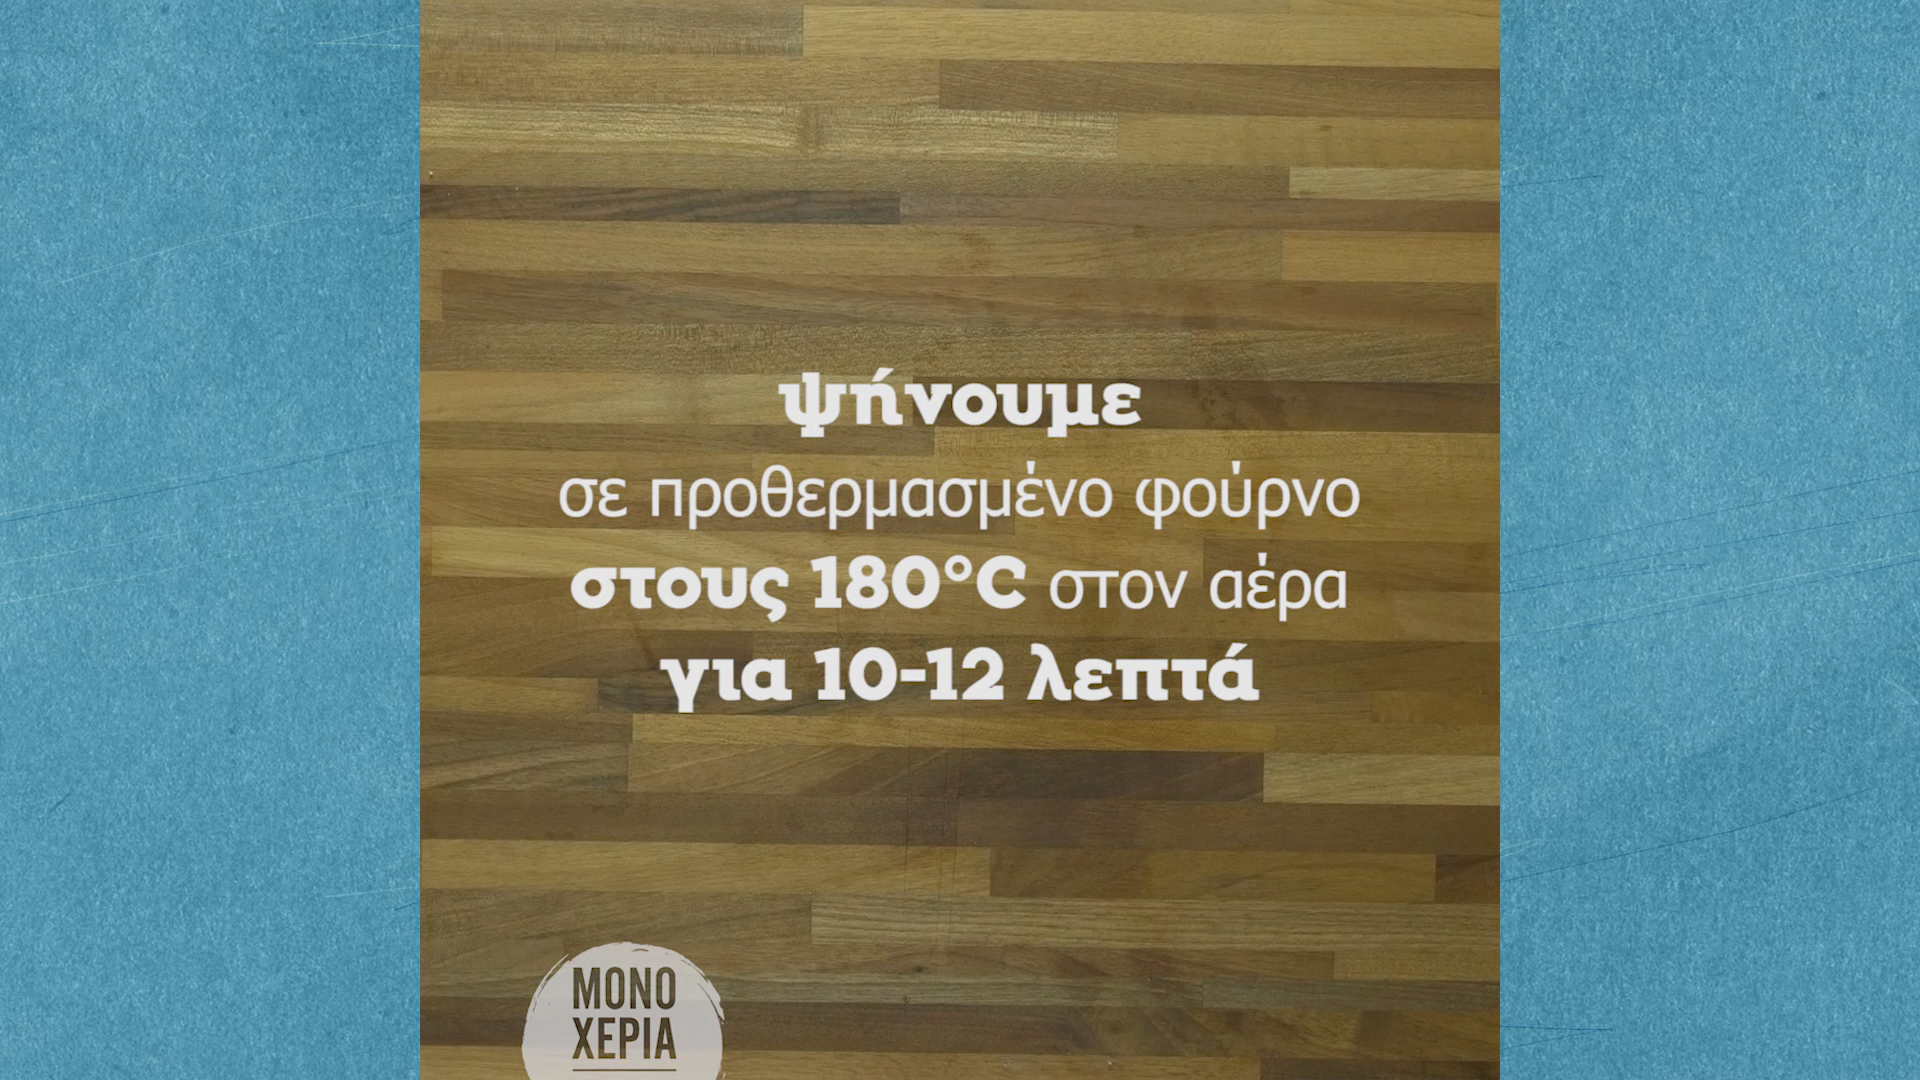 ψήνουμε
σε προθερμασμένο φούρνο
στους 180°C στον αέρα
για 10-12 λεπτά
ΜΟΝΟ
ΧΕΡΙΑ